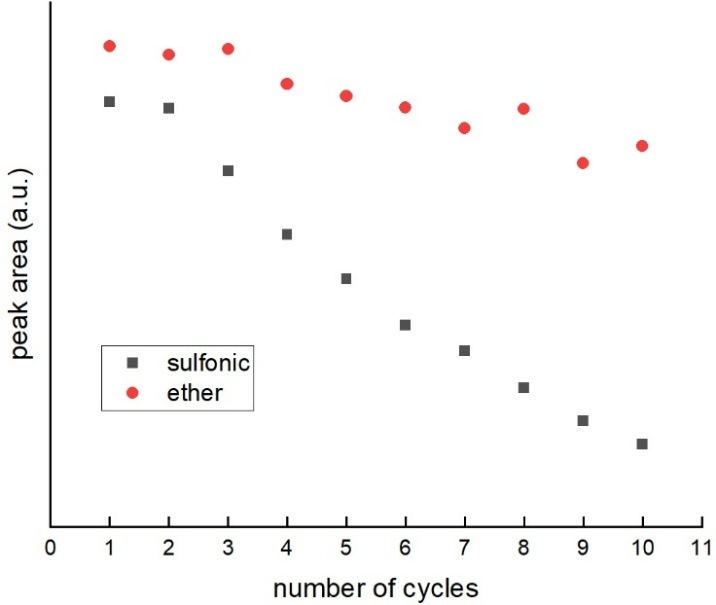 peak area (a.u.)
sulfonic
ether
0 1 2 3 4 5 6 7 8 9 10 11
number of cycles